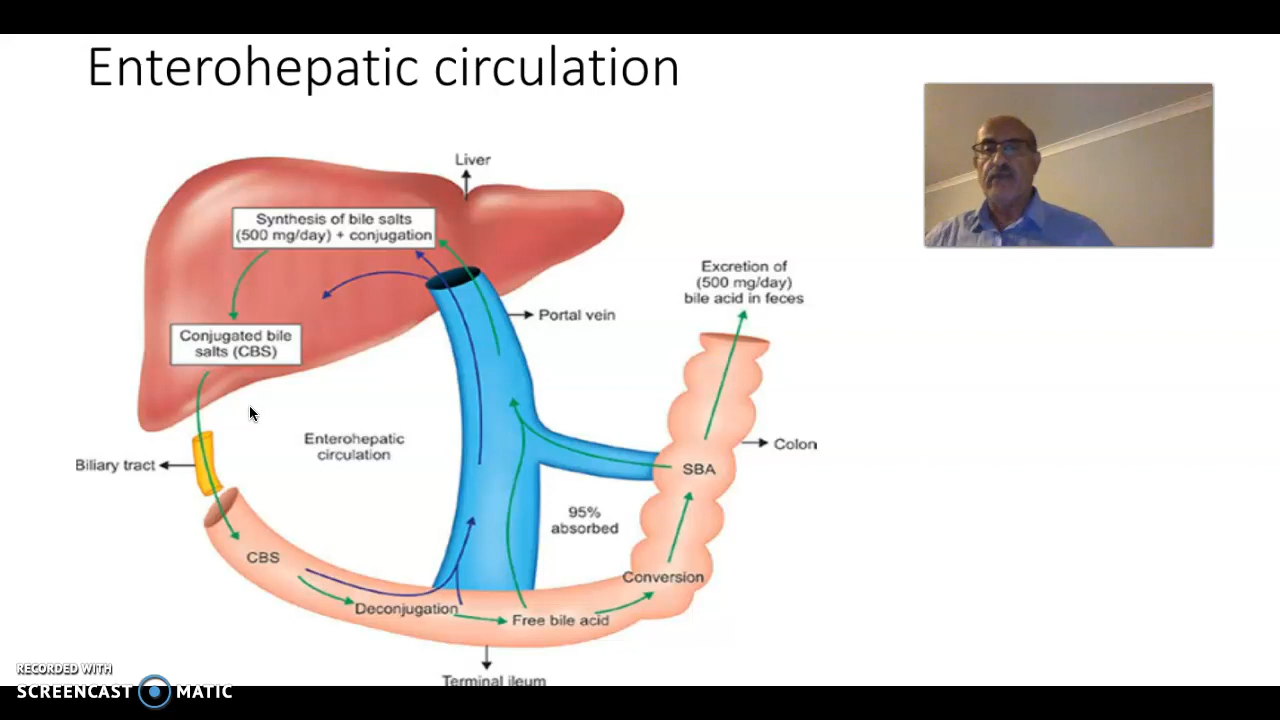 Enterohepatic circulation
Liver
Synthesis of bile salts
(500 mg/day) + conjugation
Excretion of
(500 mg/day)
bile acid in feces
Portal vein
Conjugated bile
salts (CBS)
Enterohepatic
circulation
Colon
Biliary tract
SBA
95%
absorbed
CBS
Conversion
Deconjugation
Free bile acid
Terminal ileum
RECORDED WITH
SCREENCAST MATIC